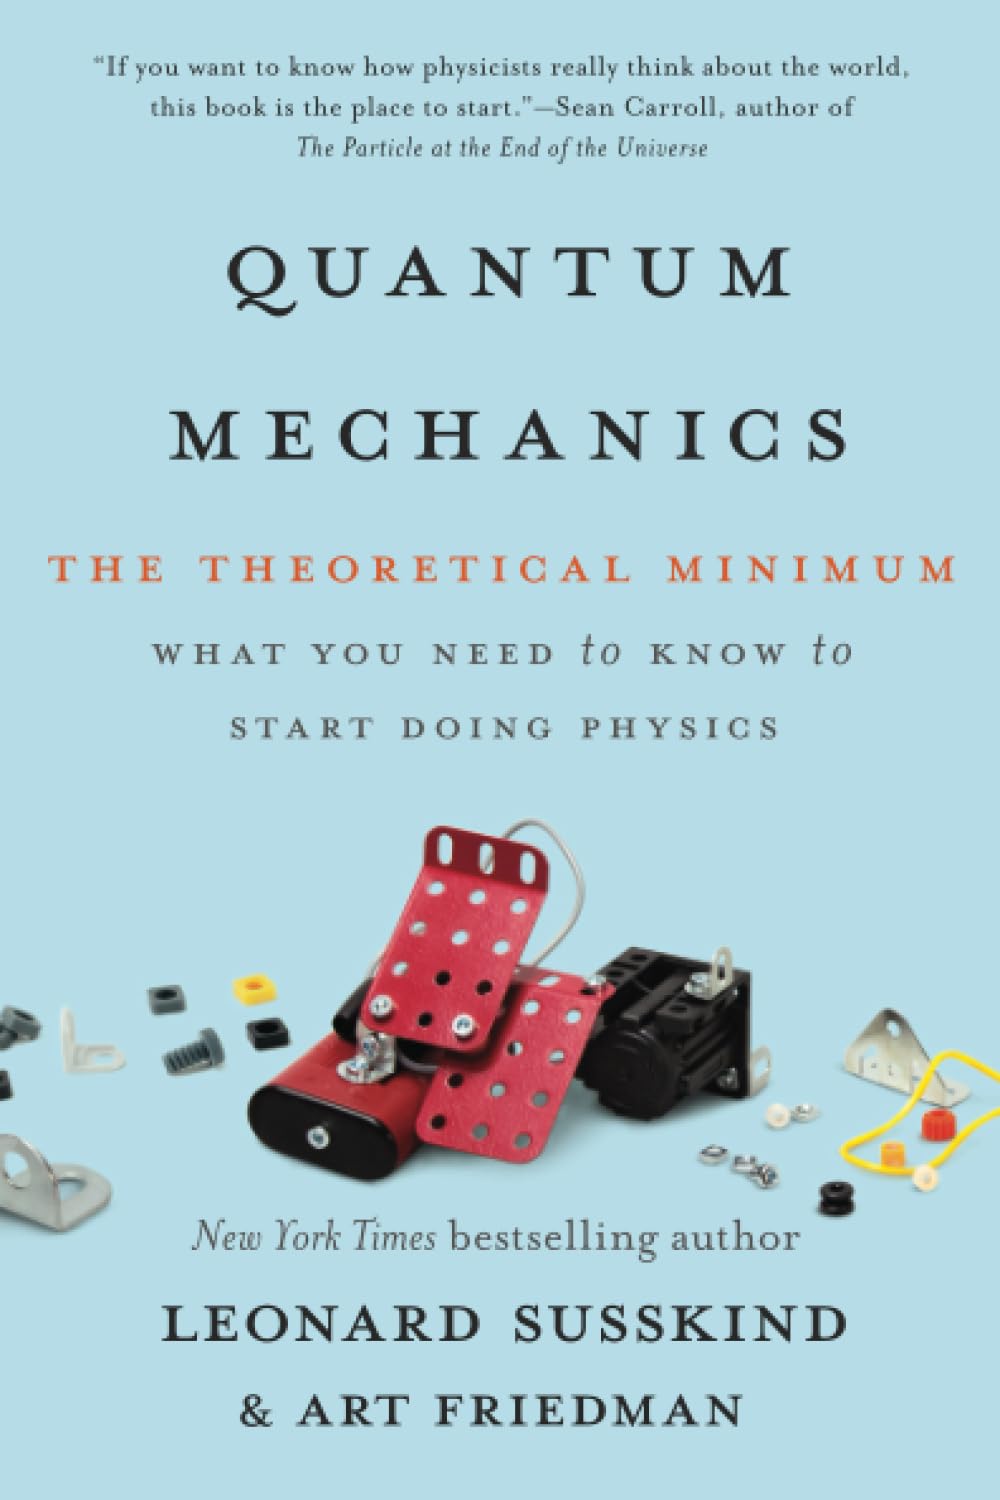 “If you want to know how physicists really think about the world,
this book is the place to start.”—Sean Carroll, author of
The Particle at the End of the Universe
QUANTUM
MECHANICS
THE THEORETICAL MINIMUM
WHAT YOU NEED to KNOW to
START DOING PHYSICS
New York Times bestselling author
LEONARD SUSSKIND
& ART FRIEDMAN